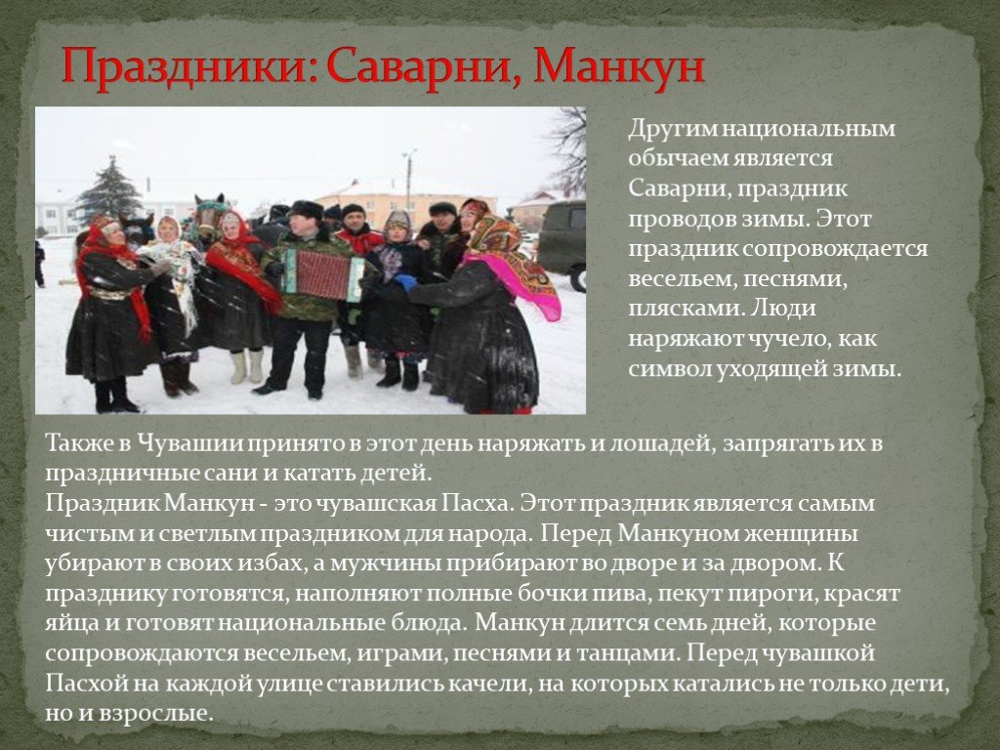 Праздники: Саварни, Манкун
Другим национальным
обычаем является
Саварни, праздник
проводов зимы. Этот
праздник сопровождается
весельем, песнями,
плясками. Люди
наряжают чучело, как
символ уходящей зимы.
Также в Чувашии принято в этот день наряжать и лошадей, запрягать их в
праздничные сани и катать детей.
Праздник Манкун - это чувашская Пасха. Этот праздник является самым
чистым и светлым праздником для народа. Перед Манкуном женщины
убирают в своих избах, а мужчины прибирают во дворе и за двором. К
празднику готовятся, наполняют полные бочки пива, пекут пироги, красят
яйца и готовят национальные блюда. Манкун длится семь дней, которые
сопровождаются весельем, играми, песнями и танцами. Перед чувашкой
Пасхой на каждой улице ставились качели, на которых катались не только дети,
но и взрослые.